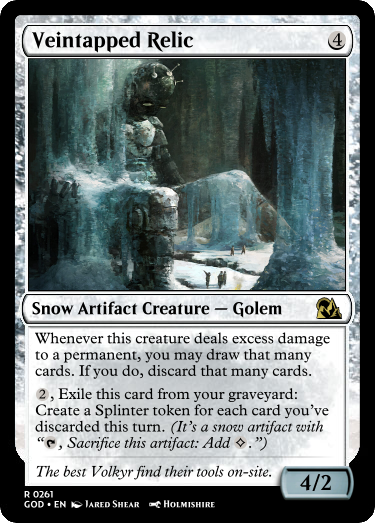 Veintapped Relic 4
Snow Artifact Creature — Golem
Whenever this creature deals excess damage
to a permanent, you may draw that many
cards. If you do, discard that many cards.
2, Exile this card from your graveyard:
Create a Splinter token for each card you've
discarded this turn. (It's a snow artifact with
“, Sacrifice this artifact: Add .”)
The best Volkyr find their tools on-site.
4/2
R 0261
GOD • EN Jared Shear Holmishire